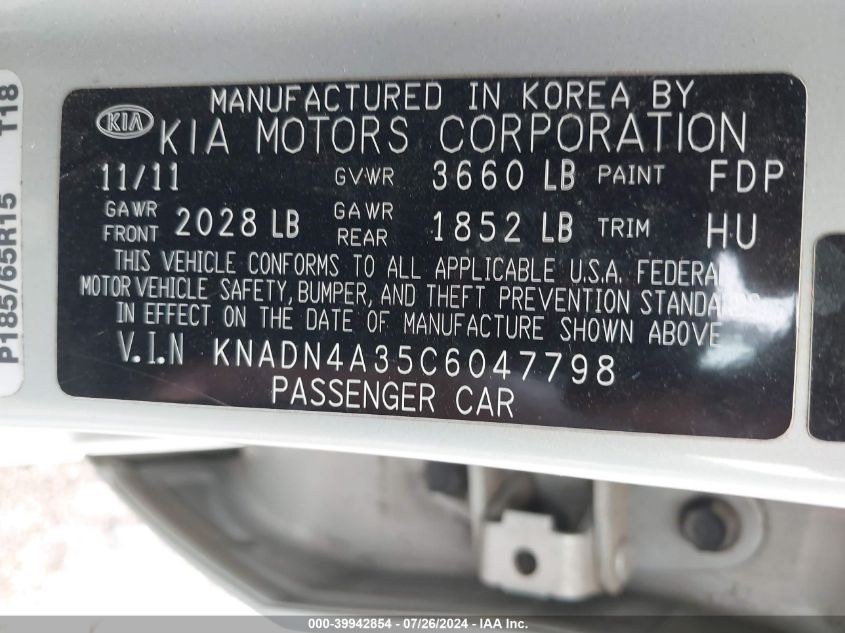 MANUFACTURED IN KOREA BY
KIA KIA MOTORS CORPORATION
11/11 GVWR 3660 LB PAINT FDP
GAWR FRONT 2028 LB GAWR REAR 1852 LB TRIM HU
THIS VEHICLE CONFORMS TO ALL APPLICABLE U.S.A. FEDERAL
MOTOR VEHICLE SAFETY, BUMPER, AND THEFT PREVENTION STANDARDS
IN EFFECT ON THE DATE OF MANUFACTURE SHOWN ABOVE
V.I.N KNADN4A35C6047798
PASSENGER CAR
P185/65R15 T18
000-39942854 - 07/26/2024 - IAA Inc.